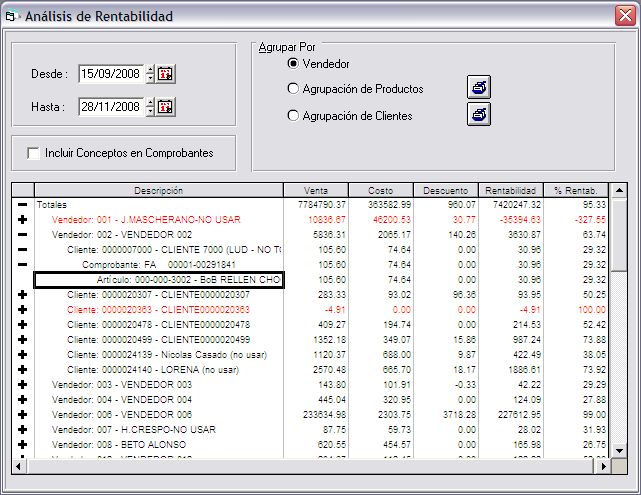 Análisis de Rentabilidad
Desde : 15/09/2008
Hasta : 28/11/2008
Incluir Conceptos en Comprobantes
Agrupar Por
Vendedor
Agrupación de Productos
Agrupación de Clientes
Descripción Venta Costo Descuento Rentabilidad % Rentab.
Totales 7784790.37 363582.99 960.07 7420247.32 95.33
Vendedor: 001 - J.MASCHERANO-NO USAR 10836.67 46200.53 30.77 -35394.63 -327.55
Vendedor: 002 - VENDEDOR 002 5836.31 2065.17 140.26 3630.87 63.74
Cliente: 0000007000 - CLIENTE 7000 (LUD - NO TO 105.60 74.64 0.00 30.96 29.32
Comprobante: FA 00001-00291841 105.60 74.64 0.00 30.96 29.32
Artículo: 000-000-3002 - BoB RELLEN CHO 105.60 74.64 0.00 30.96 29.32
Cliente: 0000020307 - CLIENTE0000020307 283.33 93.02 96.36 93.95 50.25
Cliente: 0000020363 - CLIENTE0000020363 -4.91 0.00 0.00 -4.91 100.00
Cliente: 0000020478 - CLIENTE0000020478 409.27 194.74 0.00 214.53 52.42
Cliente: 0000020499 - CLIENTE0000020499 1352.18 349.07 15.86 987.24 73.88
Cliente: 0000024139 - Nicolas Casado (no usar) 1120.37 688.00 9.87 422.49 38.05
Cliente: 0000024140 - LORENA (no usar) 2570.48 665.70 18.17 1886.61 73.92
Vendedor: 003 - VENDEDOR 003 143.80 101.91 -0.33 42.22 29.29
Vendedor: 004 - VENDEDOR 004 445.04 320.95 0.00 124.09 27.88
Vendedor: 006 - VENDEDOR 006 233634.98 2303.75 3718.28 227612.95 99.00
Vendedor: 007 - H.CRESPO-NO USAR 87.75 59.73 0.00 28.02 31.93
Vendedor: 008 - BETO ALONSO 620.55 454.57 0.00 165.98 26.75